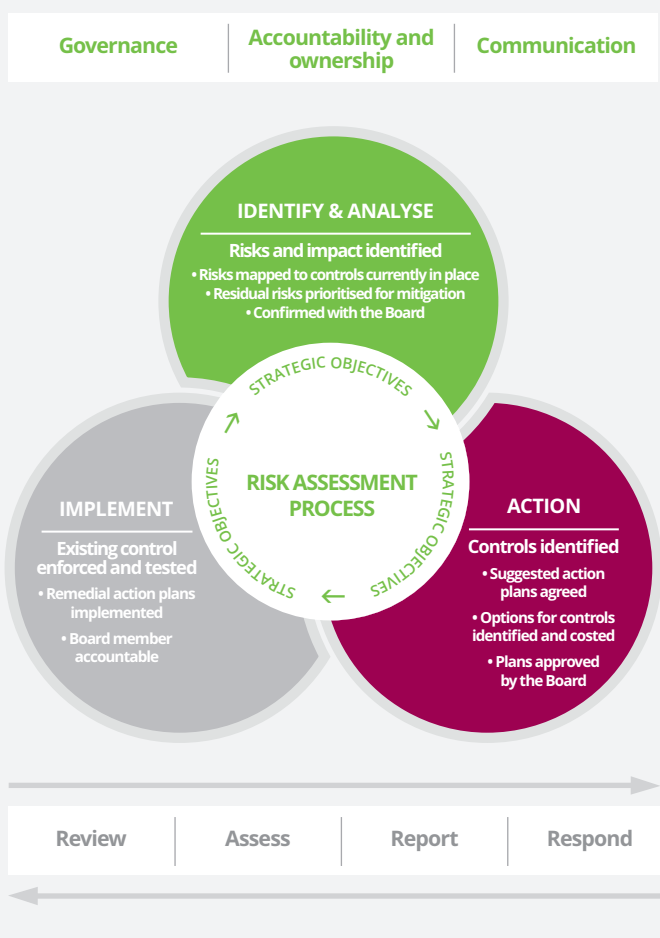 Governance
Accountability and
ownership
Communication
IDENTIFY & ANALYSE
Risks and impact identified
• Risks mapped to controls currently in place
• Residual risks prioritised for mitigation
• Confirmed with the Board
STRATEGIC OBJECTIVES
STRATEGIC OBJECTIVES
STRATEGIC OBJECTIVES
RISK ASSESSMENT
PROCESS
IMPLEMENT
Existing control
enforced and tested
• Remedial action plans
implemented
• Board member
accountable
ACTION
Controls identified
• Suggested action
plans agreed
• Options for controls
identified and costed
• Plans approved
by the Board
Review
Assess
Report
Respond